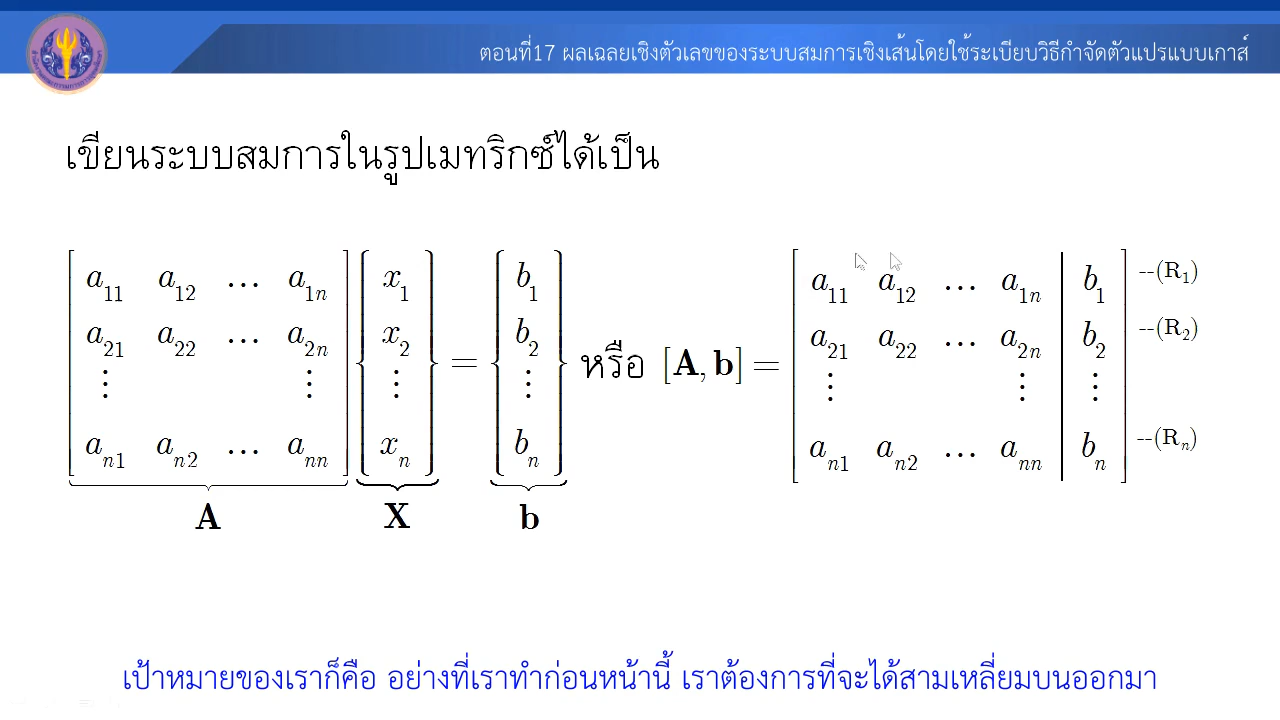 ตอนที่17 ผลเฉลยเชิงตัวเลขของระบบสมการเชิงเส้นโดยใช้ระเบียบวิธีกำจัดตัวแปรแบบเกาส์
เขียนระบบสมการในรูปเมทริกซ์ได้เป็น
a₁₁ a₁₂ … a₁ₙ x₁ b₁ a₁₁ a₁₂ … a₁ₙ b₁ --(R₁)
a₂₁ a₂₂ … a₂ₙ x₂ b₂ a₂₁ a₂₂ … a₂ₙ b₂ --(R₂)
⋮ ⋮ ⋮ = ⋮ หรือ [A, b] = ⋮ ⋮ ⋮
aₙ₁ aₙ₂ … aₙₙ xₙ bₙ aₙ₁ aₙ₂ … aₙₙ bₙ --(Rₙ)
A X b
เป้าหมายของเราก็คือ อย่างที่เราทำก่อนหน้านี้ เราต้องการที่จะได้สามเหลี่ยมบนออกมา